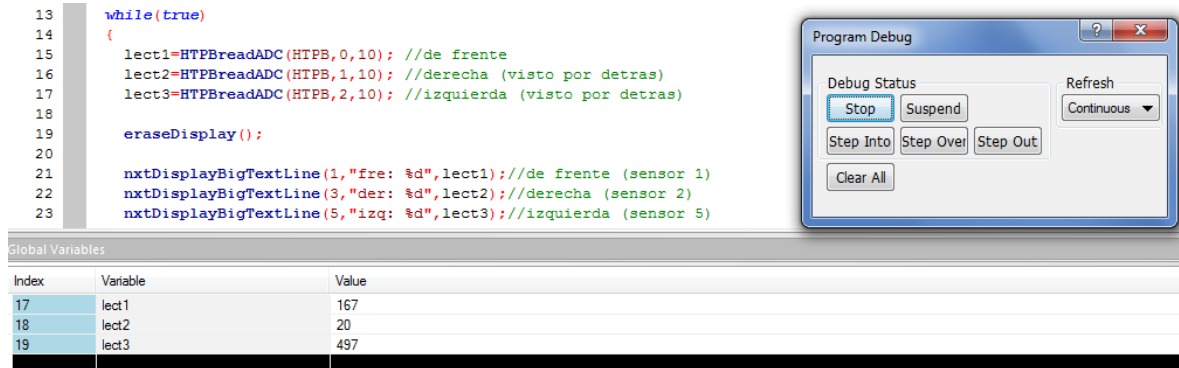 13 while(true)
14 {
15 lect1=HTPBreadADC(HTPB,0,10); //de frente
16 lect2=HTPBreadADC(HTPB,1,10); //derecha (visto por detras)
17 lect3=HTPBreadADC(HTPB,2,10); //izquierda (visto por detras)
18
19 eraseDisplay();
20
21 nxtDisplayBigTextLine(1,"fre: %d",lect1);//de frente (sensor 1)
22 nxtDisplayBigTextLine(3,"der: %d",lect2);//derecha (sensor 2)
23 nxtDisplayBigTextLine(5,"izq: %d",lect3);//izquierda (sensor 5)
Program Debug ? x
Debug Status Refresh
Stop Suspend Continuous
Step Into Step Over Step Out
Clear All
Global Variables
Index Variable Value
17 lect1 167
18 lect2 20
19 lect3 497